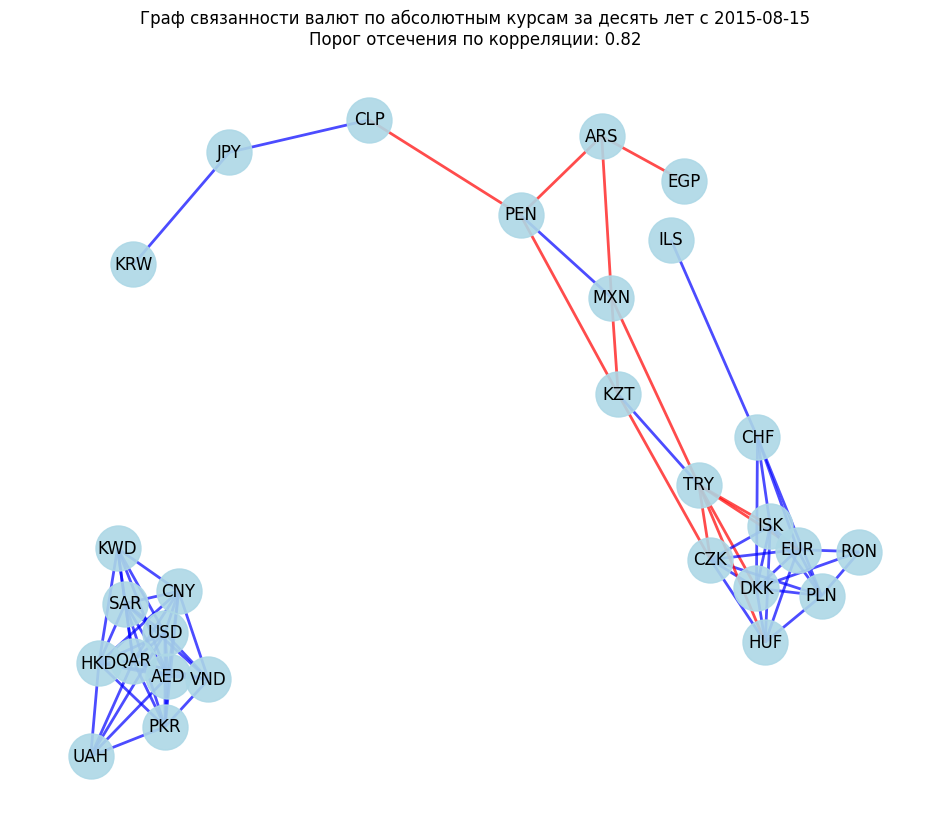 Граф связанности валют по абсолютным курсам за десять лет с 2015-08-15
Порог отсечения по корреляции: 0.82
CLP
ARS
JPY
EGP
PEN
ILS
KRW
MXN
KZT
CHF
TRY
ISK
KWD
EUR
RON
CZK
CNY
DKK
PLN
SAR
USD
HUF
HKD
QAR
AED
VND
PKR
UAH